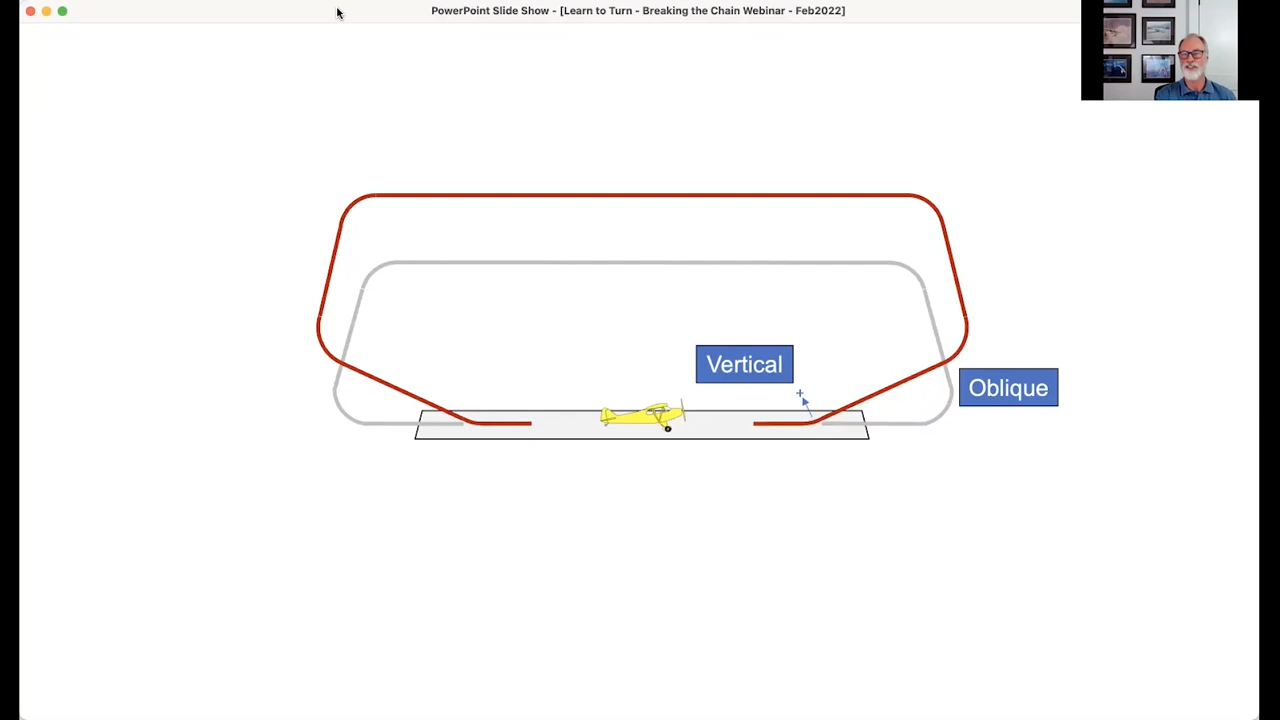 PowerPoint Slide Show - [Learn to Turn - Breaking the Chain Webinar - Feb2022]
Vertical
Oblique